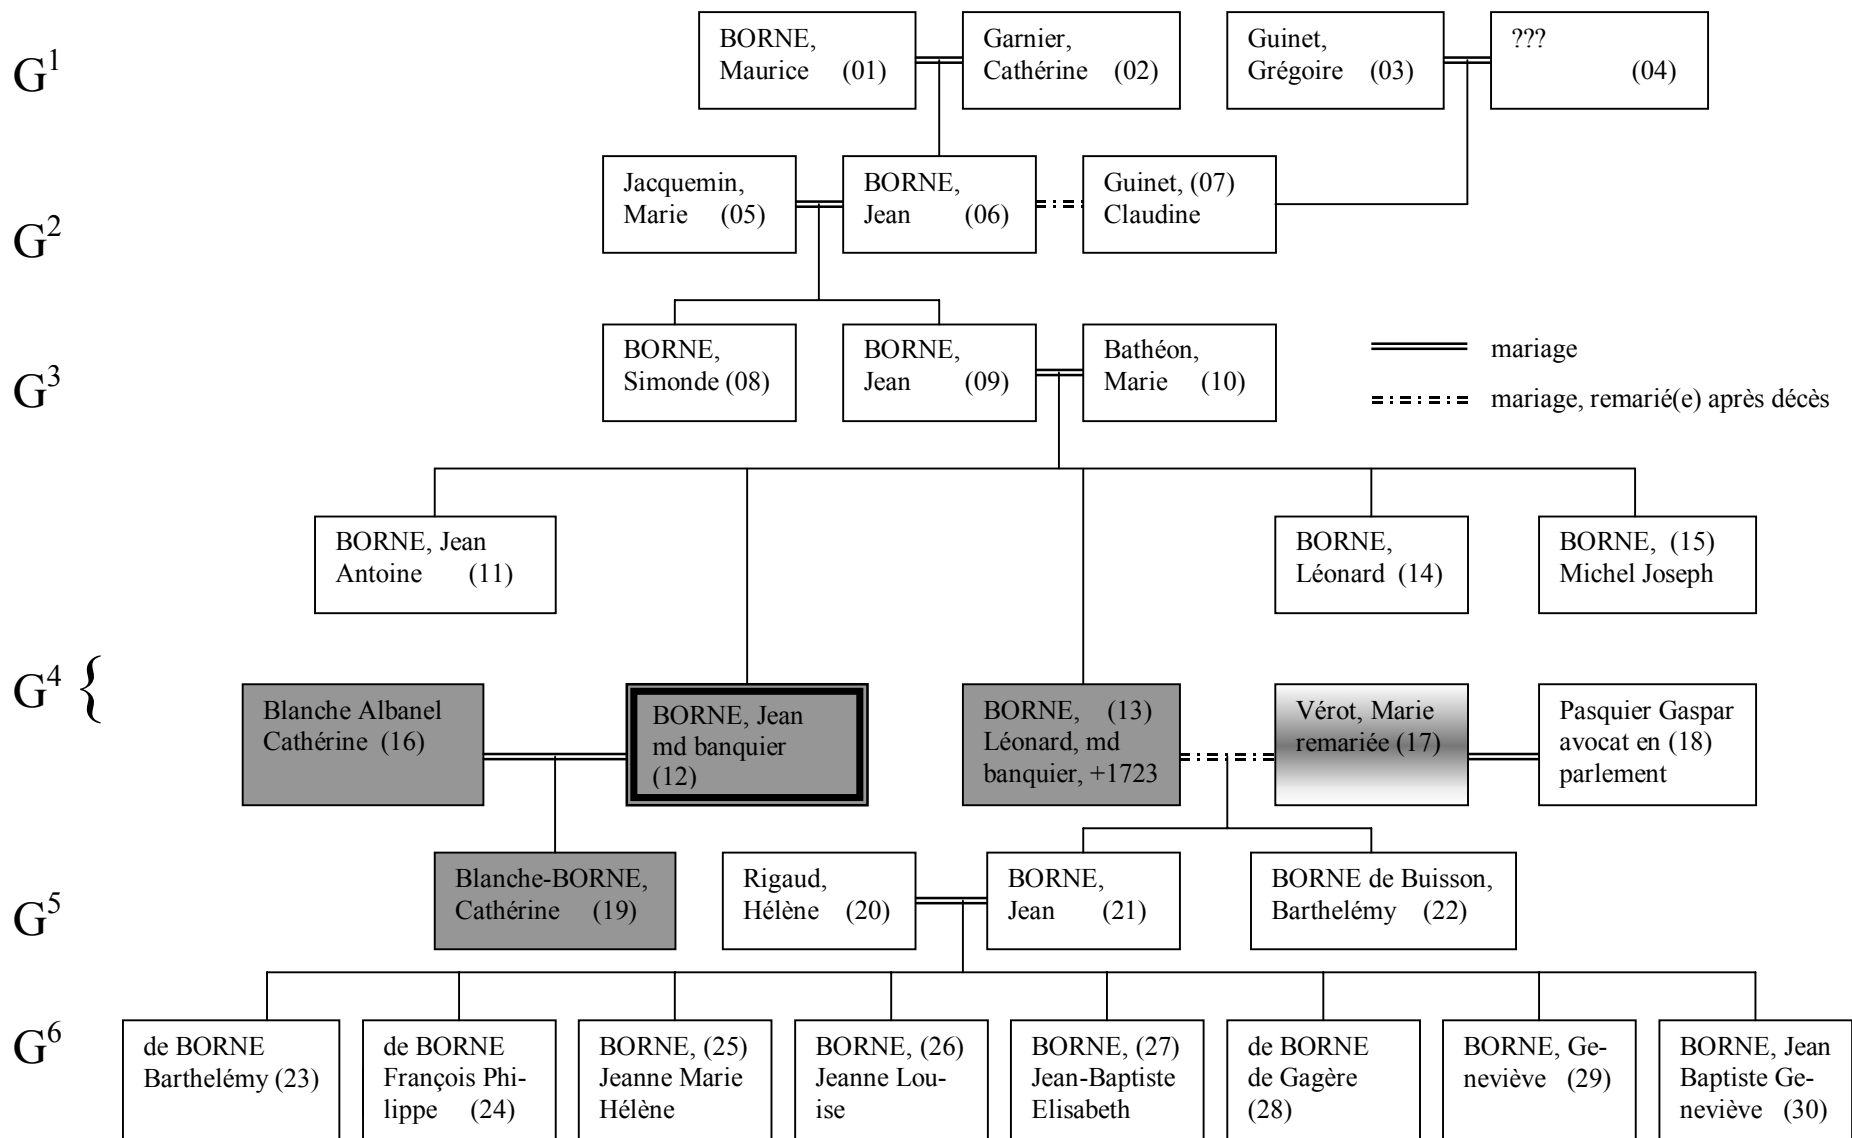 G1
BORNE,
Maurice (01)
Garnier,
Cathérine (02)
Guinet,
Grégoire (03)
???
(04)
G2
Jacquemin,
Marie (05)
BORNE,
Jean (06)
Guinet, (07)
Claudine
G3
BORNE,
Simonde (08)
BORNE,
Jean (09)
Bathéon,
Marie (10)
mariage
mariage, remarié(e) après décès
BORNE, Jean
Antoine (11)
BORNE,
Léonard (14)
BORNE, (15)
Michel Joseph
G4 {
Blanche Albanel
Cathérine (16)
BORNE, Jean
md banquier
(12)
BORNE, (13)
Léonard, md
banquier, +1723
Vérot, Marie
remariée (17)
Pasquier Gaspar
avocat en (18)
parlement
G5
Blanche-BORNE,
Cathérine (19)
Rigaud,
Hélène (20)
BORNE,
Jean (21)
BORNE de Buisson,
Barthelémy (22)
G6
de BORNE
Barthelémy (23)
de BORNE
François Phi-
lippe (24)
BORNE, (25)
Jeanne Marie
Hélène
BORNE, (26)
Jeanne Lou-
ise
BORNE, (27)
Jean-Baptiste
Elisabeth
de BORNE
de Gagère
(28)
BORNE, Ge-
neviève (29)
BORNE, Jean
Baptiste Ge-
neviève (30)